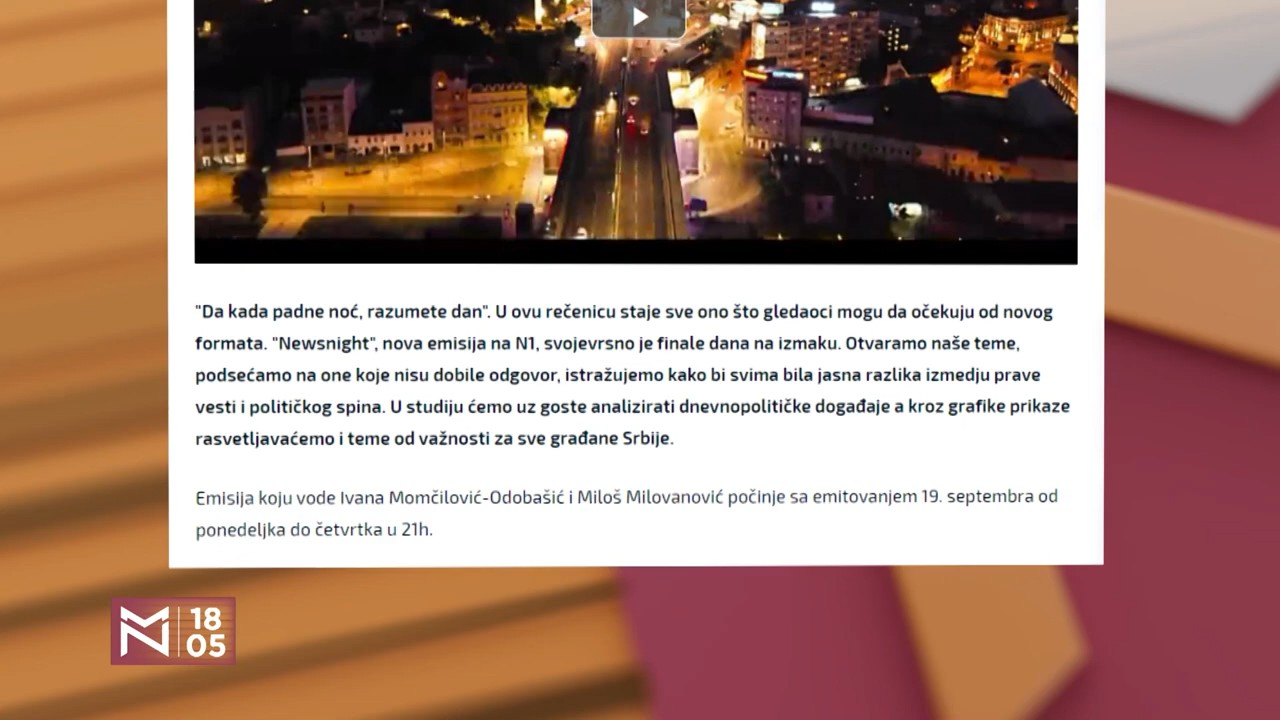 "Da kada padne noć, razumete dan". U ovu rečenicu staje sve ono što gledaoci mogu da očekuju od novog
formata. "Newsnight", nova emisija na N1, svojevrsno je finale dana na izmaku. Otvaramo naše teme,
podsećamo na one koje nisu dobile odgovor, istražujemo kako bi svima bila jasna razlika izmedju prave
vesti i političkog spina. U studiju ćemo uz goste analizirati dnevnopolitičke događaje a kroz grafike prikaze
rasvetljavaćemo i teme od važnosti za sve građane Srbije.
Emisija koju vode Ivana Momčilović-Odobašić i Miloš Milovanović počinje sa emitovanjem 19. septembra od
ponedeljka do četvrtka u 21h.
18
05